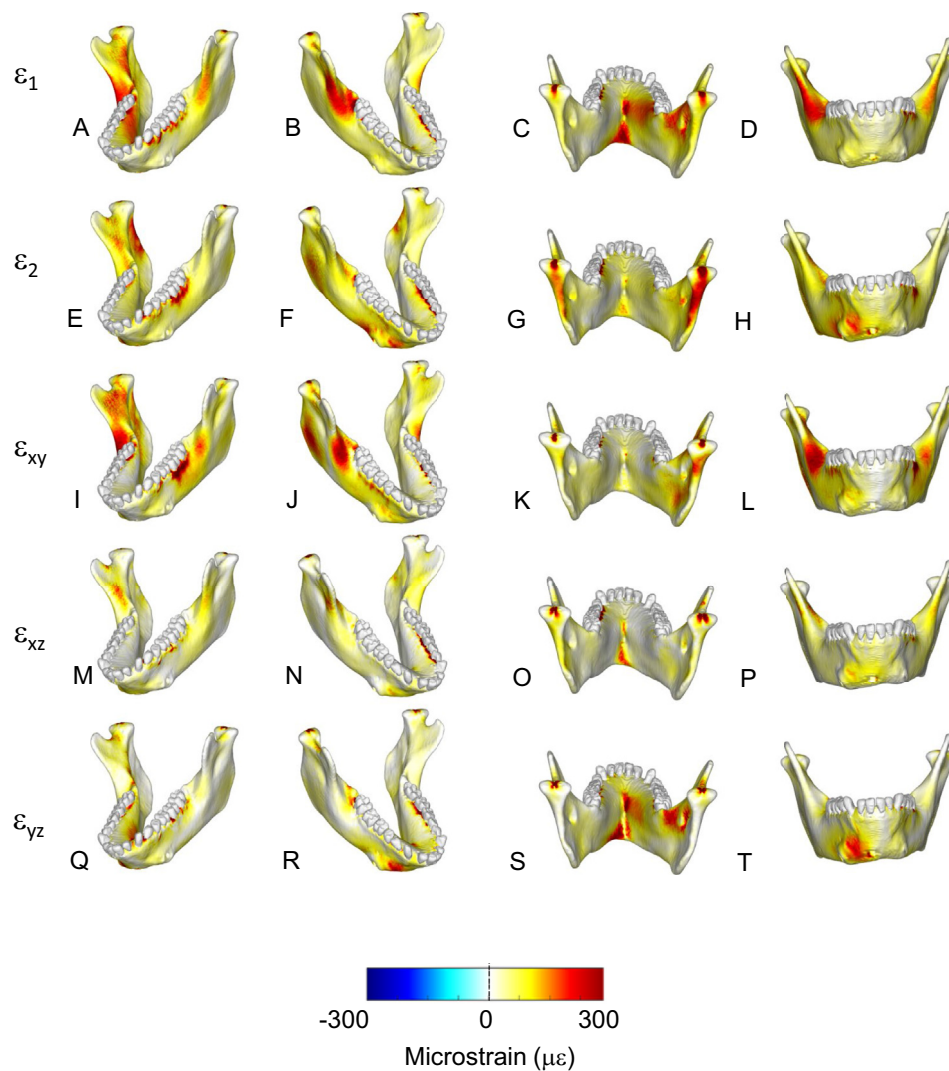 ε1
A B C D
ε2
E F G H
εxy
I J K L
εxz
M N O P
εyz
Q R S T
-300 0 300
Microstrain (με)